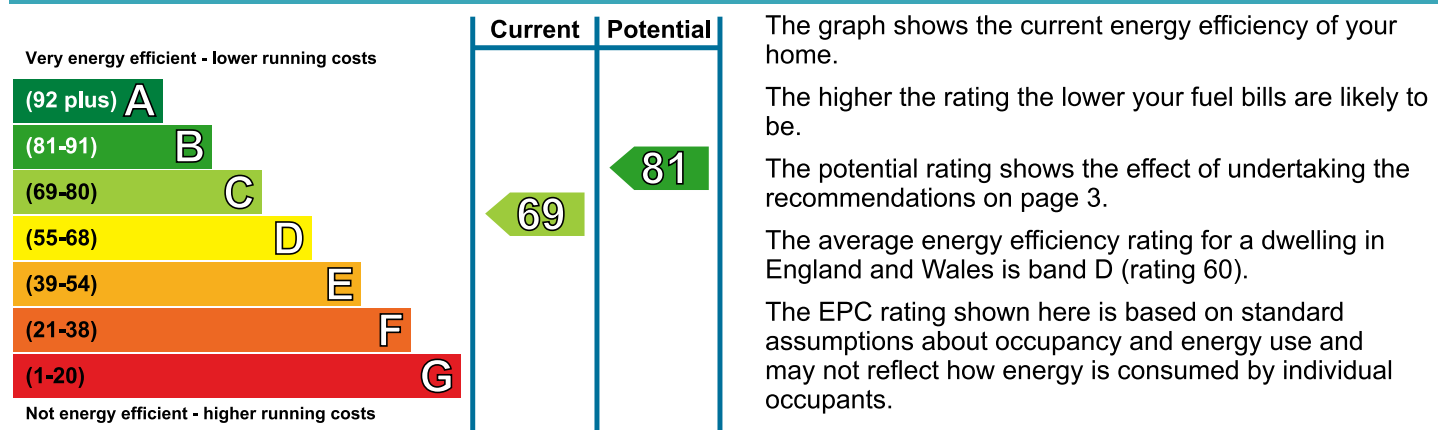 Current Potential
Very energy efficient - lower running costs
(92 plus) A
(81-91) B
(69-80) C
(55-68) D
(39-54) E
(21-38) F
(1-20) G
Not energy efficient - higher running costs
69
81
The graph shows the current energy efficiency of your
home.
The higher the rating the lower your fuel bills are likely to
be.
The potential rating shows the effect of undertaking the
recommendations on page 3.
The average energy efficiency rating for a dwelling in
England and Wales is band D (rating 60).
The EPC rating shown here is based on standard
assumptions about occupancy and energy use and
may not reflect how energy is consumed by individual
occupants.